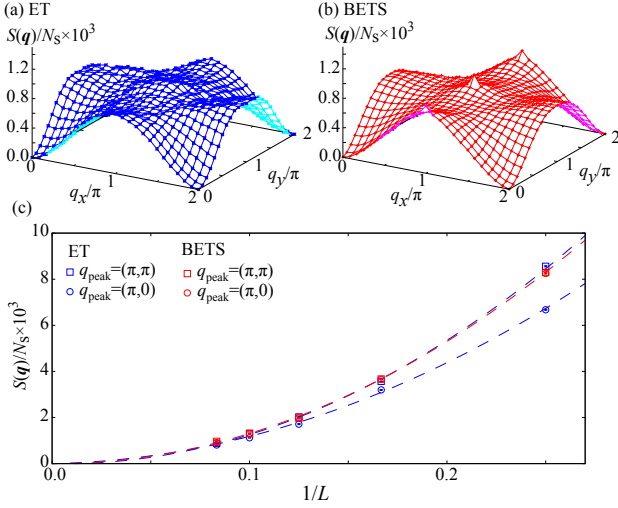 (a) ET
S(q)/NS×10³
1.2
0.8
0.4
0.0
0
1
2
qx/π
0
1
2
qy/π
(b) BETS
S(q)/NS×10³
1.2
0.8
0.4
0.0
0
1
2
qx/π
0
1
2
qy/π
(c)
ET
BETS
qpeak=(π,π)
qpeak=(π,π)
qpeak=(π,0)
qpeak=(π,0)
S(q)/NS×10³
10
8
6
4
2
0
0.0
0.1
0.2
1/L